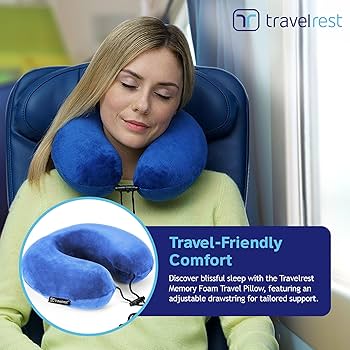 travelrest
Travel-Friendly
Comfort
Discover blissful sleep with the Travelrest
Memory Foam Travel Pillow, featuring an
adjustable drawstring for tailored support.
travelrest